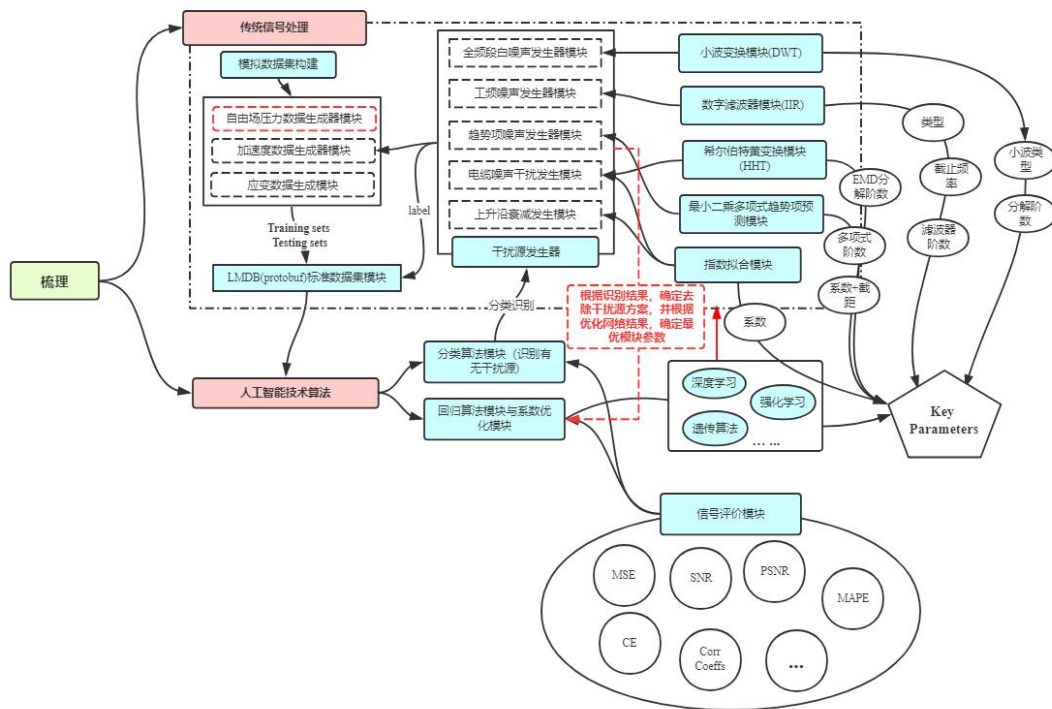 传统信号处理
模拟数据集构建
自由场压力数据生成器模块
加速度数据生成器模块
应变数据生成模块
Training sets
Testing sets
LMDB(protobuf)标准数据集模块
label
全频段白噪声发生器模块
工频噪声发生器模块
趋势项噪声发生器模块
电缆噪声干扰发生模块
上升沿衰减发生模块
干扰源发生器
小波变换模块(DWT)
数字滤波器模块(IIR)
希尔伯特黄变换模块
(HHT)
最小二乘多项式趋势项预
测模块
指数拟合模块
类型
截止频
率
滤波器
阶数
小波类
型
分解阶
数
EMD分
解阶数
多项式
阶数
系数+截
距
系数
梳理
分类识别
根据识别结果，确定去
除干扰源方案，并根据
优化网络结果，确定最
优模块参数
人工智能技术算法
分类算法模块（识别有
无干扰源）
回归算法模块与系数优
化模块
深度学习
强化学习
遗传算法
... ...
Key
Parameters
信号评价模块
MSE
SNR
PSNR
MAPE
CE
Corr
Coeffs
...